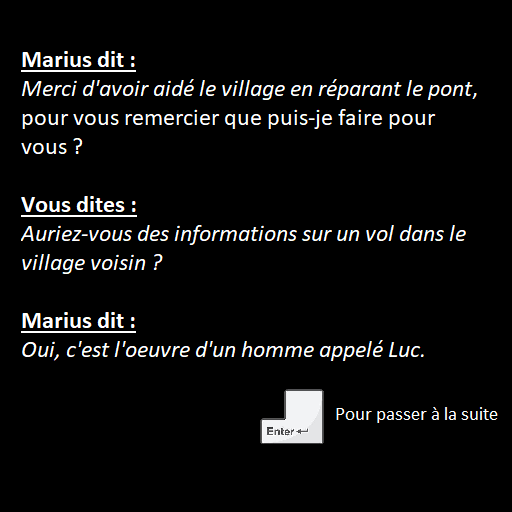 Marius dit :
Merci d'avoir aidé le village en réparant le pont,
pour vous remercier que puis-je faire pour
vous ?
Vous dites :
Auriez-vous des informations sur un vol dans le
village voisin ?
Marius dit :
Oui, c'est l'oeuvre d'un homme appelé Luc.
Enter ↵ Pour passer à la suite